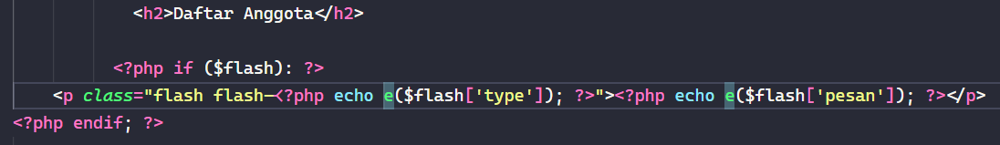 <h2>Daftar Anggota</h2>
<?php if ($flash): ?>
<p class="flash flash-<?php echo e($flash['type']); ?>"><?php echo e($flash['pesan']); ?></p>
<?php endif; ?>